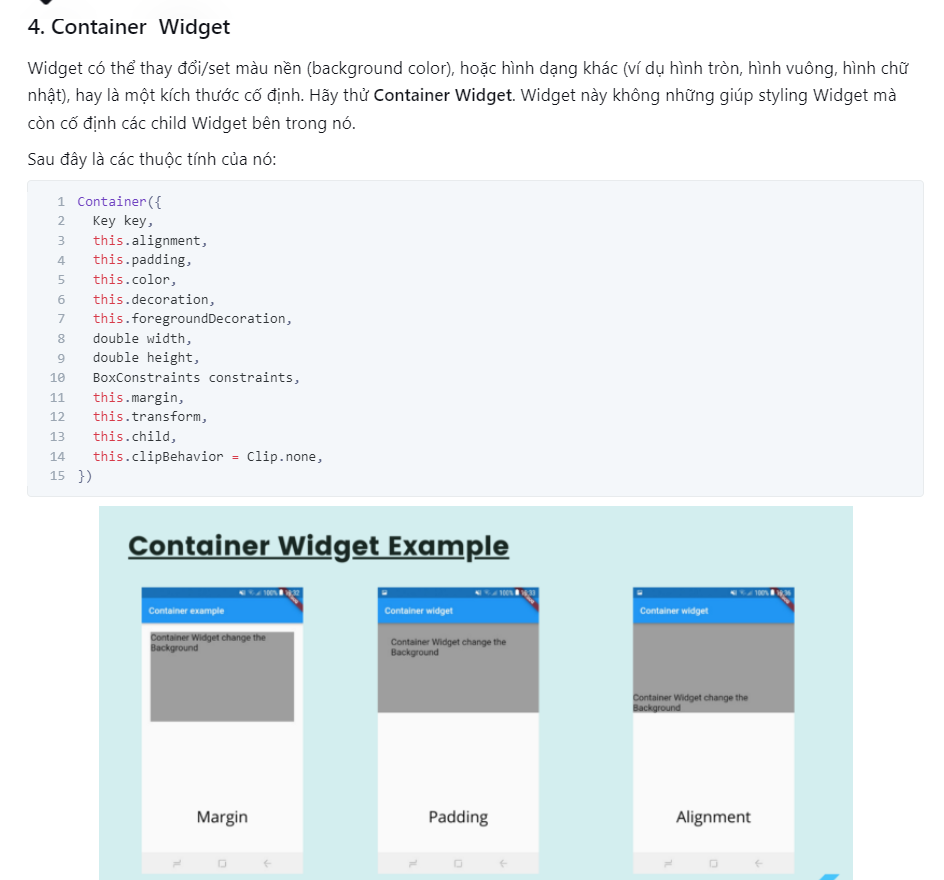 4. Container Widget
Widget có thể thay đổi/set màu nền (background color), hoặc hình dạng khác (ví dụ hình tròn, hình vuông, hình chữ
nhật), hay là một kích thước cố định. Hãy thử Container Widget. Widget này không những giúp styling Widget mà
còn cố định các child Widget bên trong nó.
Sau đây là các thuộc tính của nó:
1 Container({
2 Key key,
3 this.alignment,
4 this.padding,
5 this.color,
6 this.decoration,
7 this.foregroundDecoration,
8 double width,
9 double height,
10 BoxConstraints constraints,
11 this.margin,
12 this.transform,
13 this.child,
14 this.clipBehavior = Clip.none,
15 })
Container Widget Example
100%
Container example
Container Widget change the
Background
Margin
100%
Container widget
Container Widget change the
Background
Padding
100%
Container widget
Container Widget change the
Background
Alignment